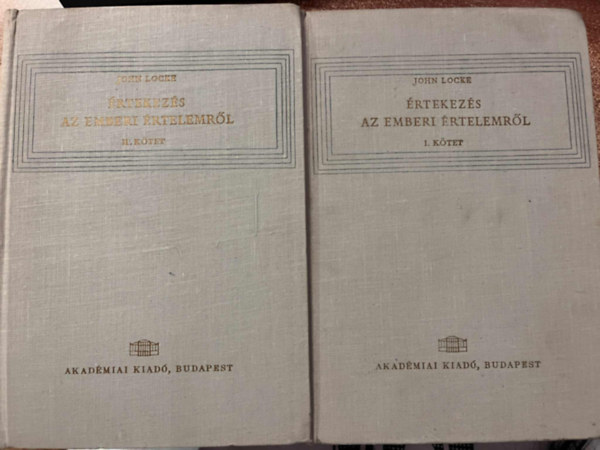 JOHN LOCKE
ÉRTEKEZÉS
AZ EMBERI ÉRTELEMRŐL
II. KÖTET
AKADÉMIAI KIADÓ, BUDAPEST
JOHN LOCKE
ÉRTEKEZÉS
AZ EMBERI ÉRTELEMRŐL
I. KÖTET
AKADÉMIAI KIADÓ, BUDAPEST